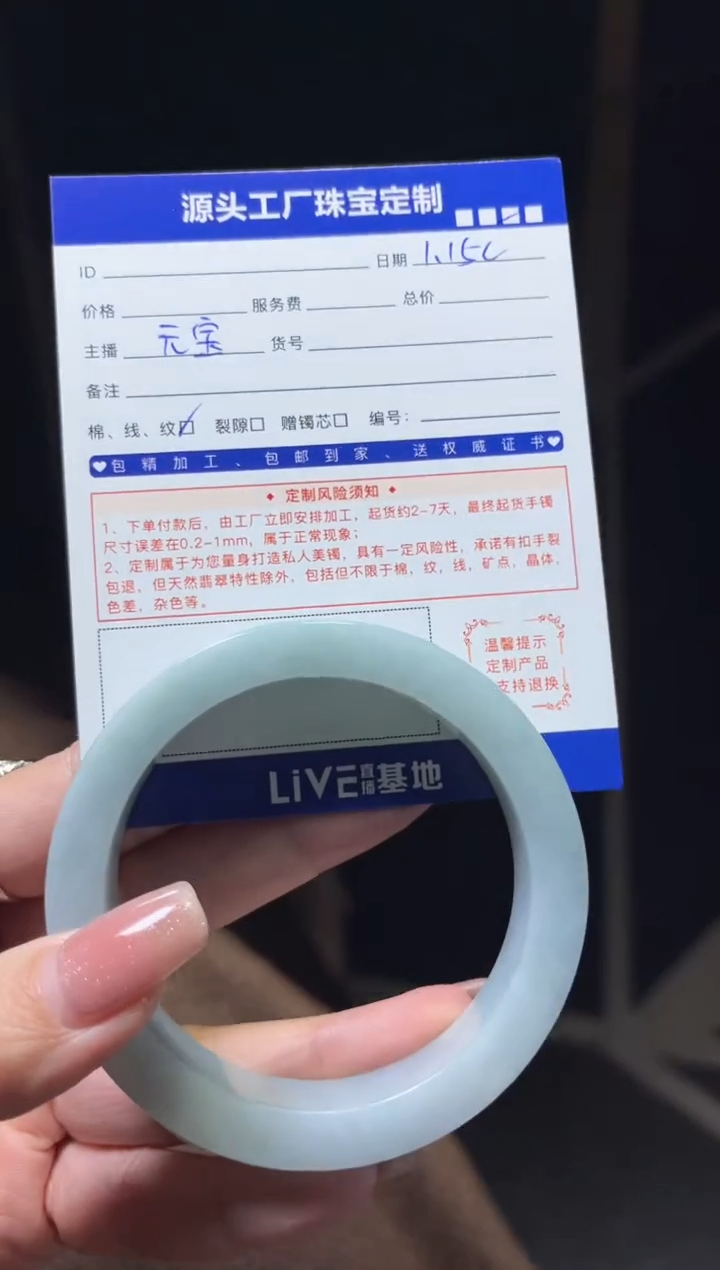 源头工厂珠宝定制
ID 日期 1.15
价格 服务费 总价
主播 元宝 货号
备注
棉、线、纹 裂隙 赠镯芯 编号:
包精加工、包邮到家、送权威证书
定制风险须知
1、下单付款后,由工厂立即安排加工,起货约2-7天,最终起货手镯
尺寸误差在0.2-1mm,属于正常现象;
2、定制属于为您量身打造私人美镯,具有一定风险性,承诺有扣手裂
包退,但天然翡翠特性除外,包括但不限于棉,纹,线,矿点,晶体,
色差,杂色等。
温馨提示
定制产品
支持退换
LiVE直播基地